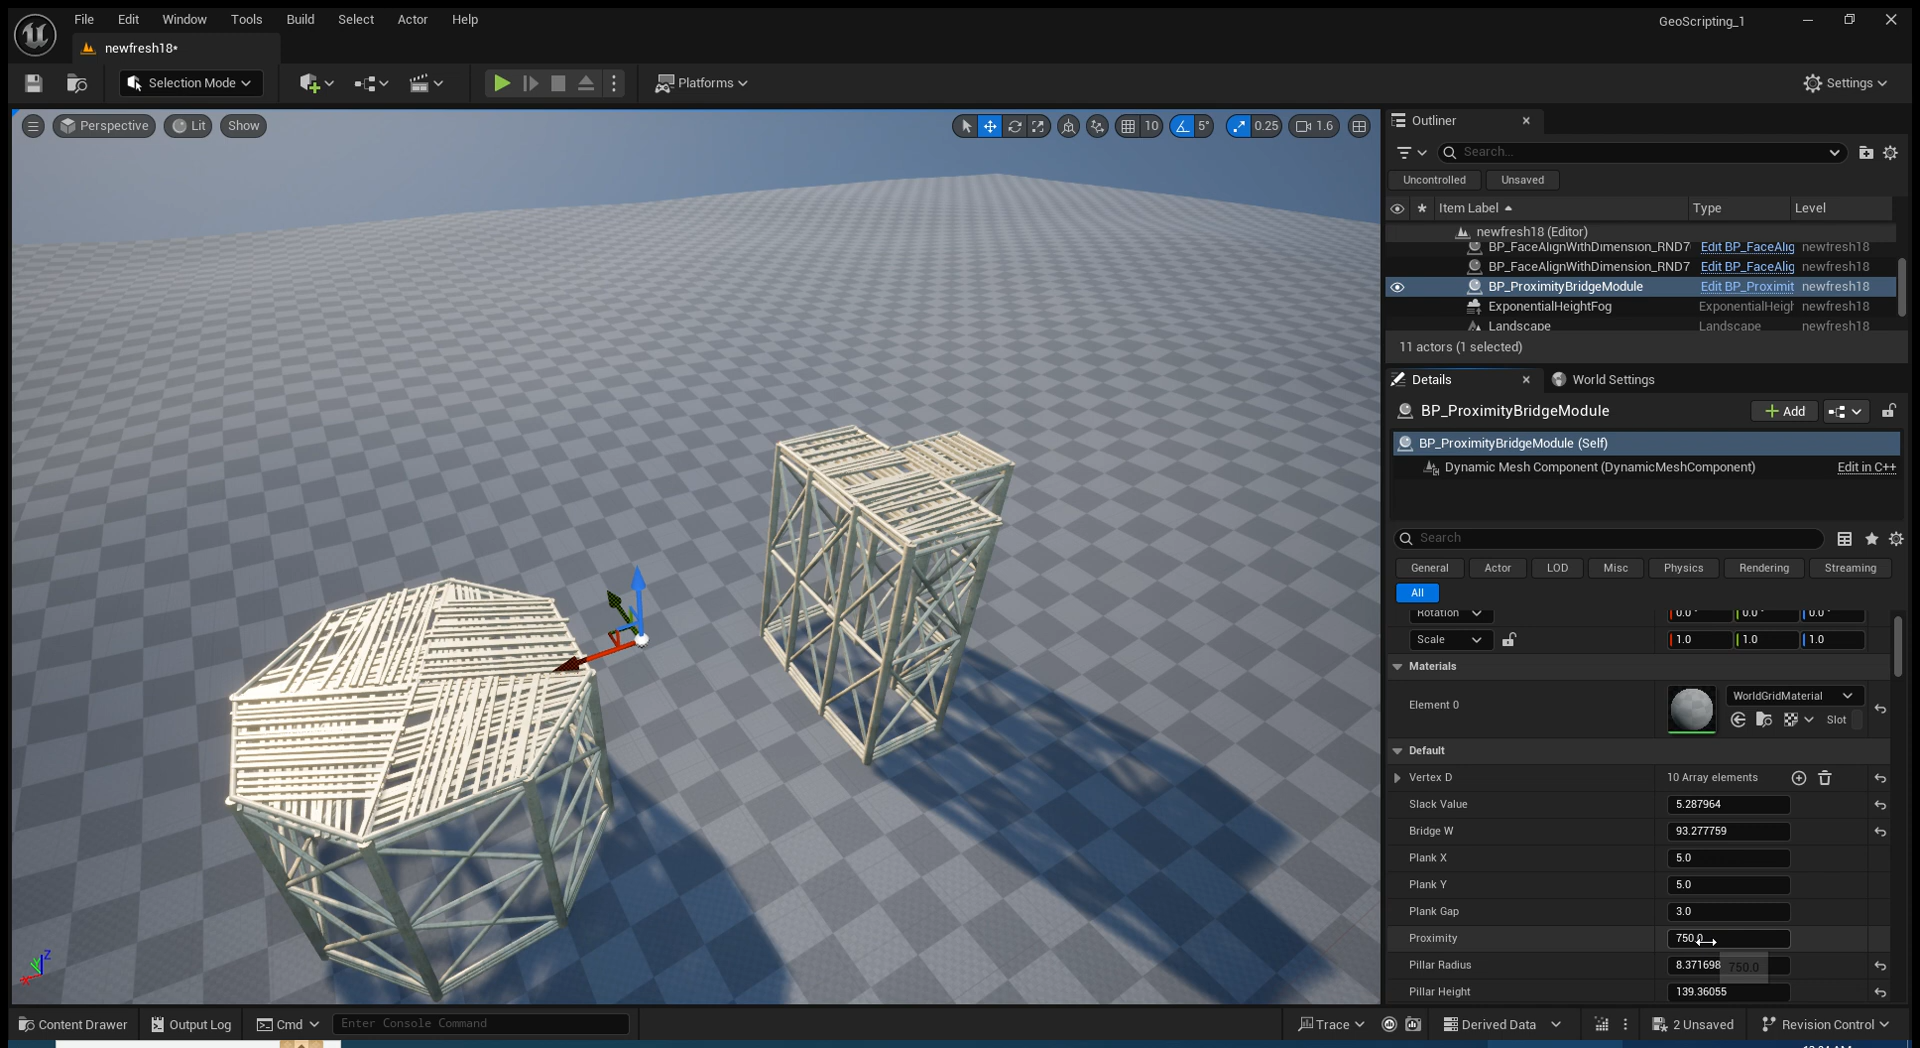 File Edit Window Tools Build Select Actor Help
GeoScripting_1
newfresh18*
Selection Mode
Platforms
Settings
Perspective Lit Show
10 5° 0.25 1.6
Outliner
Search...
Uncontrolled Unsaved
Item Label Type Level
newfresh18 (Editor)
BP_FaceAlignWithDimension_RND7 Edit BP_FaceAlig newfresh18
BP_FaceAlignWithDimension_RND7 Edit BP_FaceAlig newfresh18
BP_ProximityBridgeModule Edit BP_Proximit newfresh18
ExponentialHeightFog ExponentialHeigh newfresh18
Landscape Landscape newfresh18
11 actors (1 selected)
Details World Settings
BP_ProximityBridgeModule
Add
BP_ProximityBridgeModule (Self)
Dynamic Mesh Component (DynamicMeshComponent) Edit in C++
Search
General Actor LOD Misc Physics Rendering Streaming
All
Rotation 0.0° 0.0° 0.0°
Scale 1.0 1.0 1.0
Materials
Element 0 WorldGridMaterial
Slot
Default
Vertex D 10 Array elements
Slack Value 5.287964
Bridge W 93.277759
Plank X 5.0
Plank Y 5.0
Plank Gap 3.0
Proximity 750.0
Pillar Radius 8.371698 750.0
Pillar Height 139.36055
Z
Y
X
Content Drawer Output Log Cmd Enter Console Command
Trace Derived Data 2 Unsaved Revision Control